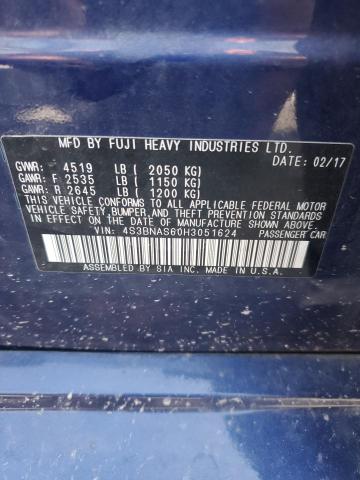 MFD BY FUJI HEAVY INDUSTRIES LTD.
DATE: 02/17
GVWR: 4519 LB ( 2050 KG)
GAWR: F 2535 LB ( 1150 KG)
GAWR: R 2645 LB ( 1200 KG)
THIS VEHICLE CONFORMS TO ALL APPLICABLE FEDERAL MOTOR
VEHICLE SAFETY, BUMPER, AND THEFT PREVENTION STANDARDS
IN EFFECT ON THE DATE OF MANUFACTURE SHOWN ABOVE.
VIN: 4S3BNAS60H3051624 PASSENGER CAR
ASSEMBLED BY SIA INC. MADE IN U.S.A.